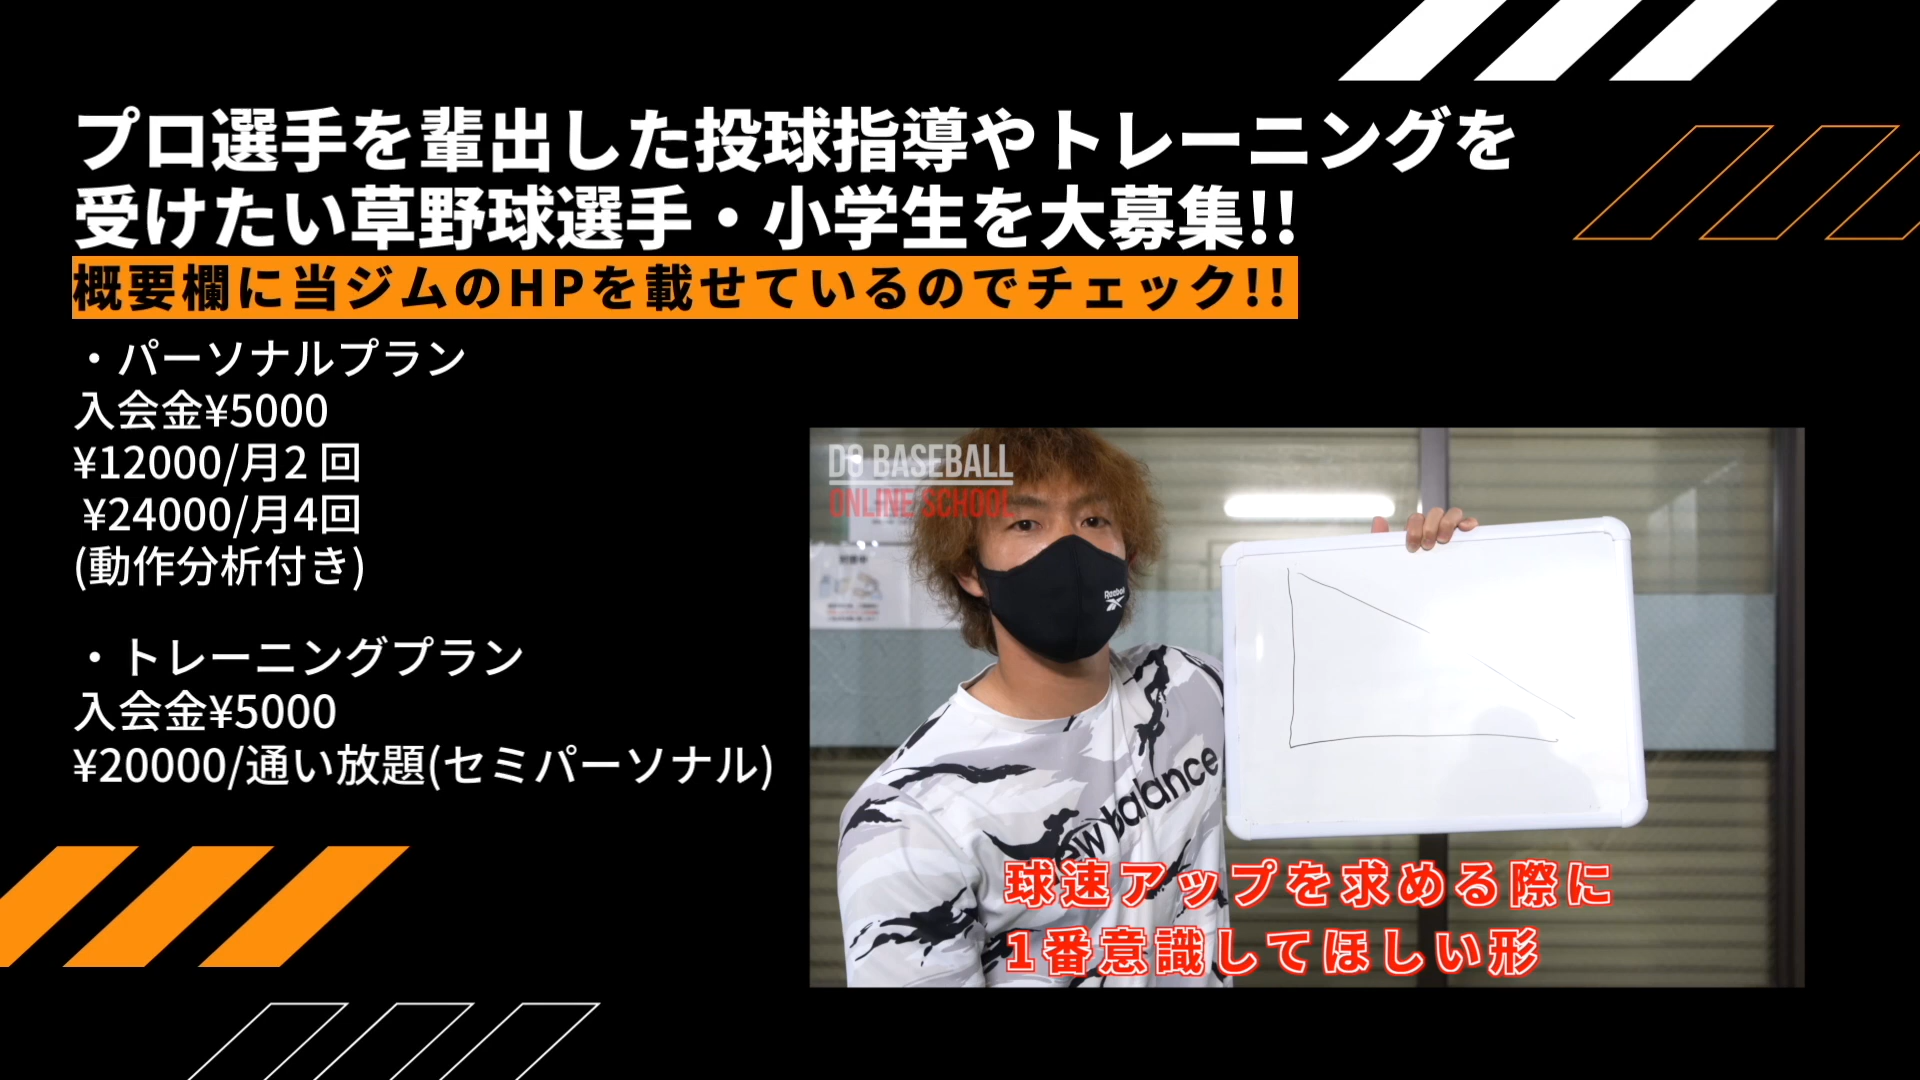 プロ選手を輩出した投球指導やトレーニングを
受けたい草野球選手・小学生を大募集!!
概要欄に当ジムのHPを載せているのでチェック!!
・パーソナルプラン
入会金¥5000
¥12000/月2 回
¥24000/月4回
(動作分析付き)
・トレーニングプラン
入会金¥5000
¥20000/通い放題(セミパーソナル)
DO BASEBALL
ONLINE SCHOOL
Reebok
new balance
球速アップを求める際に
1番意識してほしい形